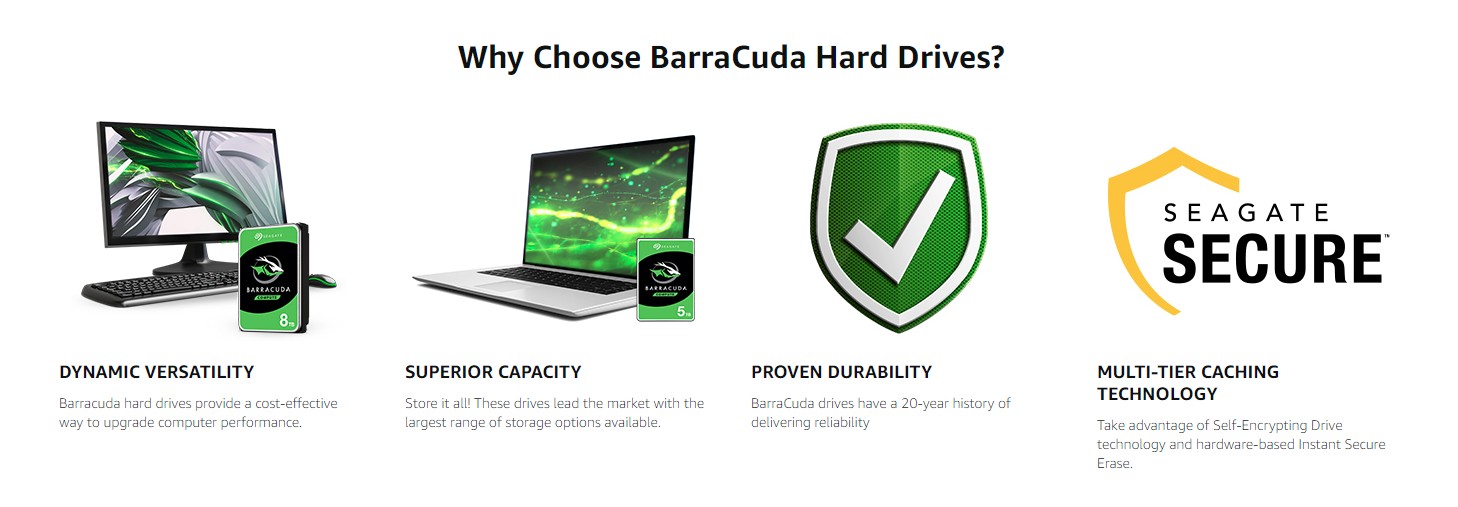 Why Choose BarraCuda Hard Drives?
SEAGATE
BARRACUDA
COMPUTE
8TB
SEAGATE
BARRACUDA
COMPUTE
5TB
SEAGATE
SECURE™
DYNAMIC VERSATILITY
Barracuda hard drives provide a cost-effective
way to upgrade computer performance.
SUPERIOR CAPACITY
Store it all! These drives lead the market with the
largest range of storage options available.
PROVEN DURABILITY
BarraCuda drives have a 20-year history of
delivering reliability
MULTI-TIER CACHING
TECHNOLOGY
Take advantage of Self-Encrypting Drive
technology and hardware-based Instant Secure
Erase.